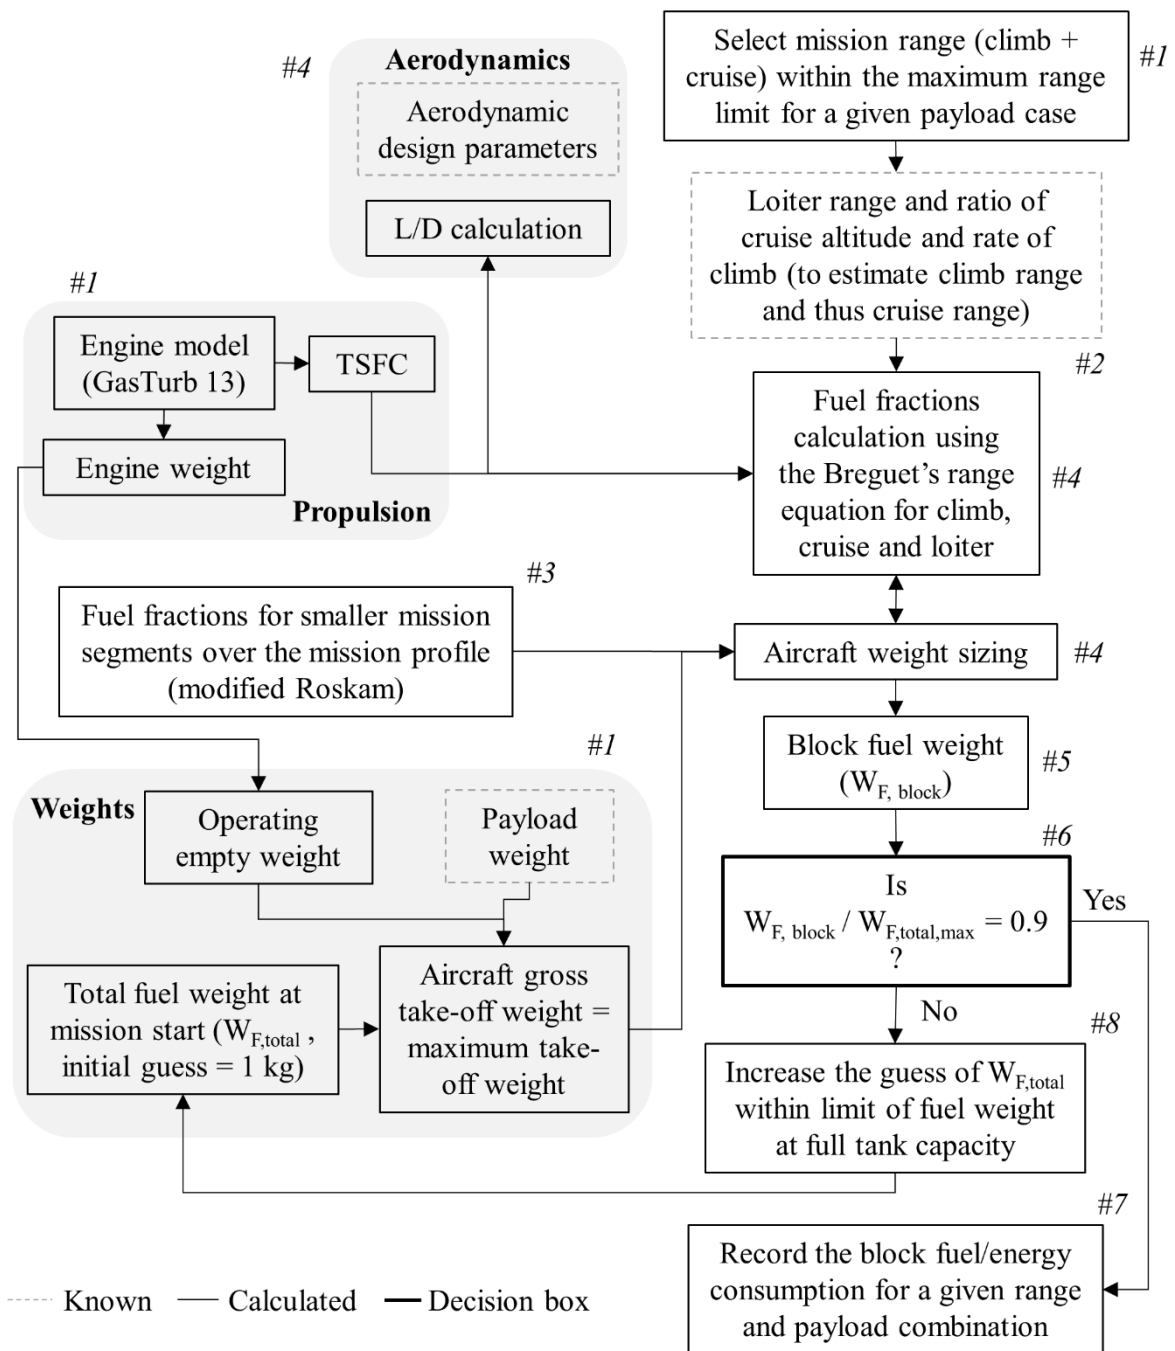 Select mission range (climb +
cruise) within the maximum range
limit for a given payload case
#1
#4
Aerodynamics
Aerodynamic
design parameters
L/D calculation
Loiter range and ratio of
cruise altitude and rate of
climb (to estimate climb range
and thus cruise range)
#2
#1
Engine model
(GasTurb 13)
TSFC
Engine weight
Propulsion
Fuel fractions
calculation using
the Breguet's range
equation for climb,
cruise and loiter
#4
#3
Fuel fractions for smaller mission
segments over the mission profile
(modified Roskam)
Aircraft weight sizing
#4
#1
Weights
Operating
empty weight
Payload
weight
Total fuel weight at
mission start (WF,total ,
initial guess = 1 kg)
Aircraft gross
take-off weight =
maximum take-
off weight
Block fuel weight
(WF, block)
#5
#6
Is
WF, block / WF,total,max = 0.9
?
Yes
No
#8
Increase the guess of WF,total
within limit of fuel weight
at full tank capacity
#7
Record the block fuel/energy
consumption for a given range
and payload combination
Known
Calculated
Decision box